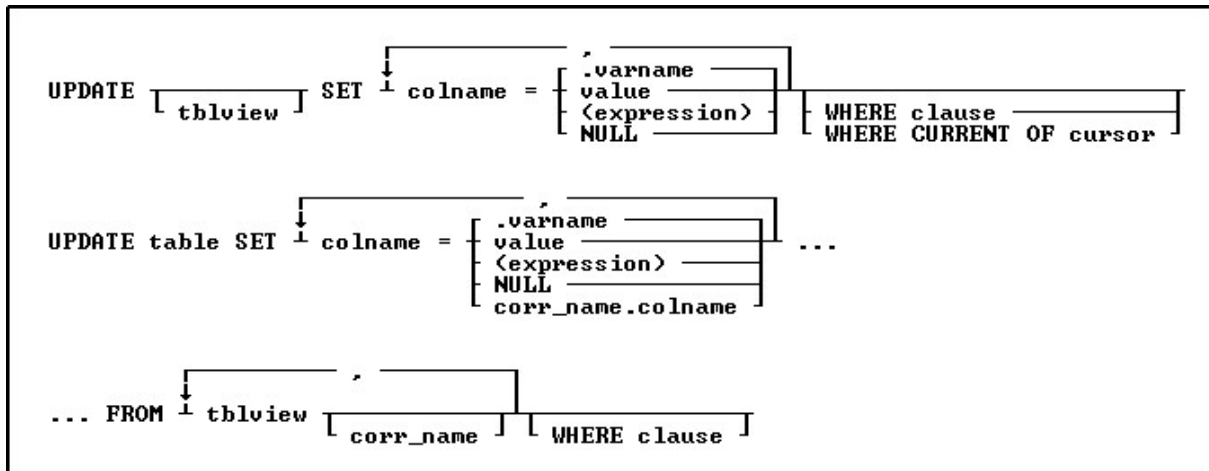 ,
.varname
UPDATE tblview SET colname = value
(expression)
NULL
WHERE clause
WHERE CURRENT OF cursor
,
.varname
UPDATE table SET colname = value ...
(expression)
NULL
corr_name.colname
,
... FROM tblview
corr_name
WHERE clause